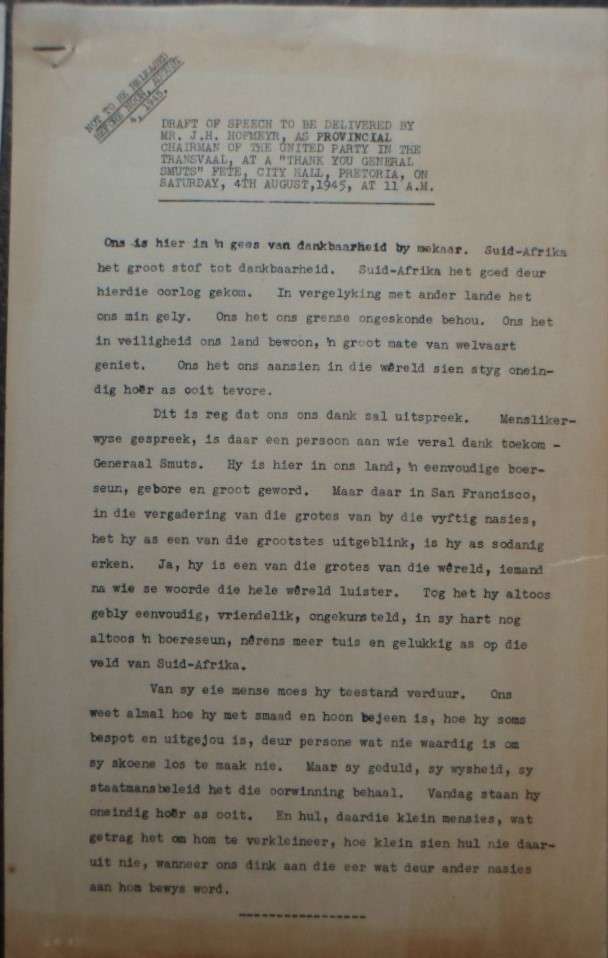 NOT TO BE RELEASED
BEFORE NOON, AUGUST
4, 1945.
DRAFT OF SPEECH TO BE DELIVERED BY
MR. J.H. HOFMEYR, AS PROVINCIAL
CHAIRMAN OF THE UNITED PARTY IN THE
TRANSVAAL, AT A "THANK YOU GENERAL
SMUTS" FETE, CITY HALL, PRETORIA, ON
SATURDAY, 4TH AUGUST,1945, AT 11 A.M.
Ons is hier in 'n gees van dankbaarheid by mekaar. Suid-Afrika
het groot stof tot dankbaarheid. Suid-Afrika het goed deur
hierdie oorlog gekom. In vergelyking met ander lande het
ons min gely. Ons het ons grense ongeskonde behou. Ons het
in veiligheid ons land bewoon, 'n groot mate van welvaart
geniet. Ons het ons aansien in die wêreld sien styg onein-
dig hoër as ooit tevore.
Dit is reg dat ons ons dank sal uitspreek. Mensliker-
wyse gespreek, is daar een persoon aan wie veral dank toekom -
Generaal Smuts. Hy is hier in ons land, 'n eenvoudige boer-
seun, gebore en groot geword. Maar daar in San Francisco,
in die vergadering van die grotes van by die vyftig nasies,
het hy as een van die grootstes uitgeblink, is hy as sodanig
erken. Ja, hy is een van die grotes van die wêreld, iemand
na wie se woorde die hele wêreld luister. Tog het hy altoos
gebly eenvoudig, vriendelik, ongekunsteld, in sy hart nog
altoos 'n boereseun, nêrens meer tuis en gelukkig as op die
veld van Suid-Afrika.
Van sy eie mense moes hy teestand verduur. Ons
weet almal hoe hy met smaad en hoon bejeen is, hoe hy soms
bespot en uitgejou is, deur persone wat nie waardig is om
sy skoene los te maak nie. Maar sy geduld, sy wysheid, sy
staatmansbeleid het die oorwinning behaal. Vandag staan hy
oneindig hoër as ooit. En hul, daardie klein mensies, wat
getrag het om hom te verkleineer, hoe klein sien hul nie daar-
uit nie, wanneer ons dink aan die eer wat deur ander nasies
aan hom bewys word.
-----------------